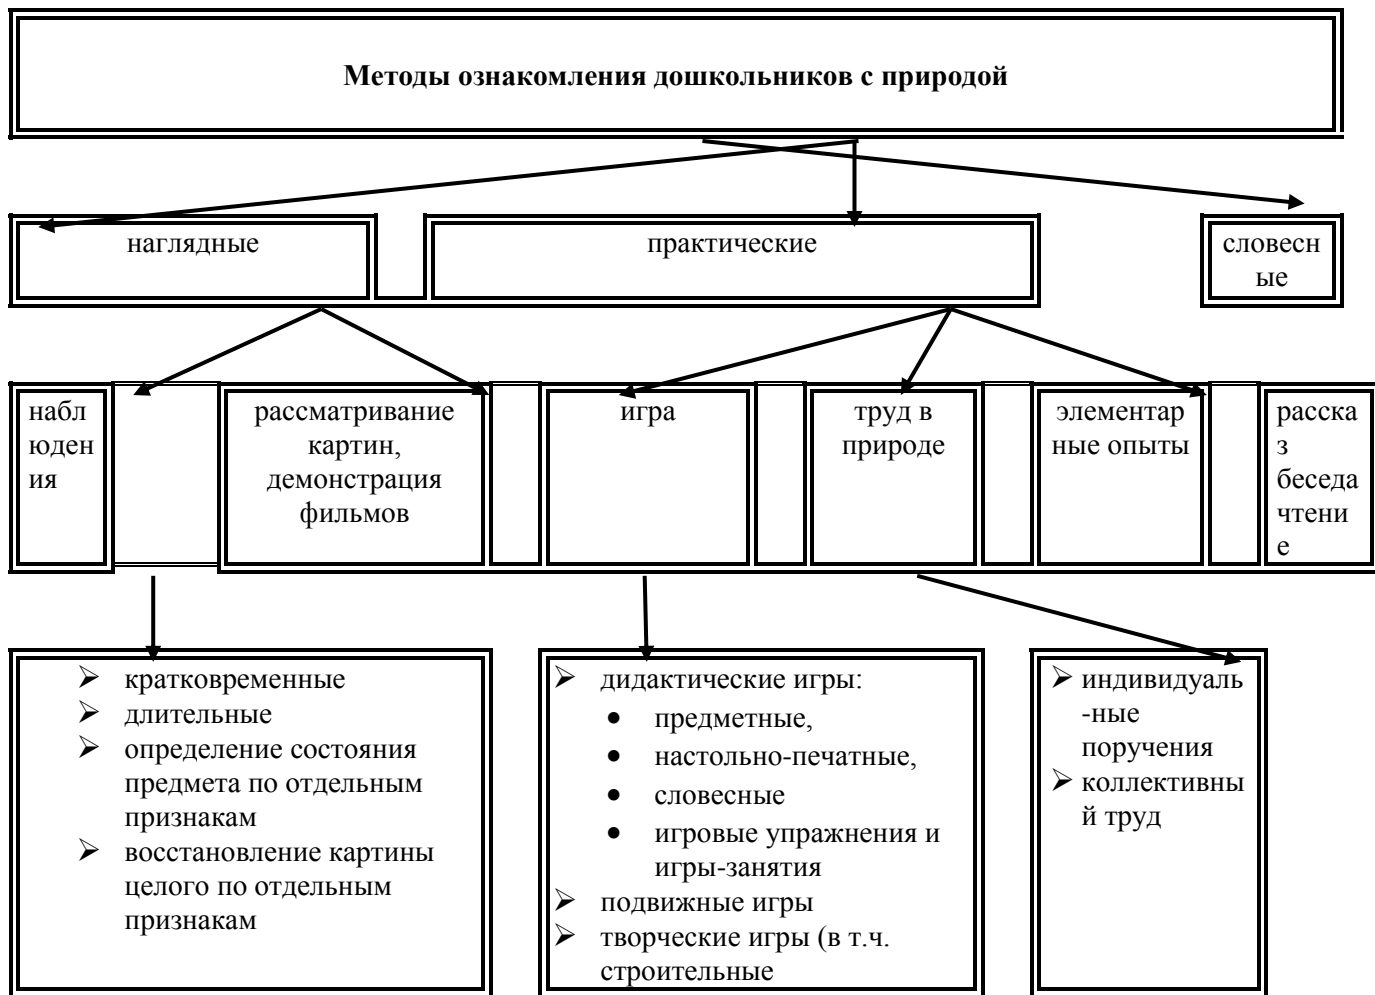 Методы ознакомления дошкольников с природой
наглядные
практические
словесн
ые
набл
юден
ия
рассматривание
картин,
демонстрация
фильмов
игра
труд в
природе
элементар
ные опыты
расска
з
беседа
чтени
е
➢ кратковременные
➢ длительные
➢ определение состояния
предмета по отдельным
признакам
➢ восстановление картины
целого по отдельным
признакам
➢ дидактические игры:
• предметные,
• настольно-печатные,
• словесные
• игровые упражнения и
игры-занятия
➢ подвижные игры
➢ творческие игры (в т.ч.
строительные
➢ индивидуаль
-ные
поручения
➢ коллективны
й труд